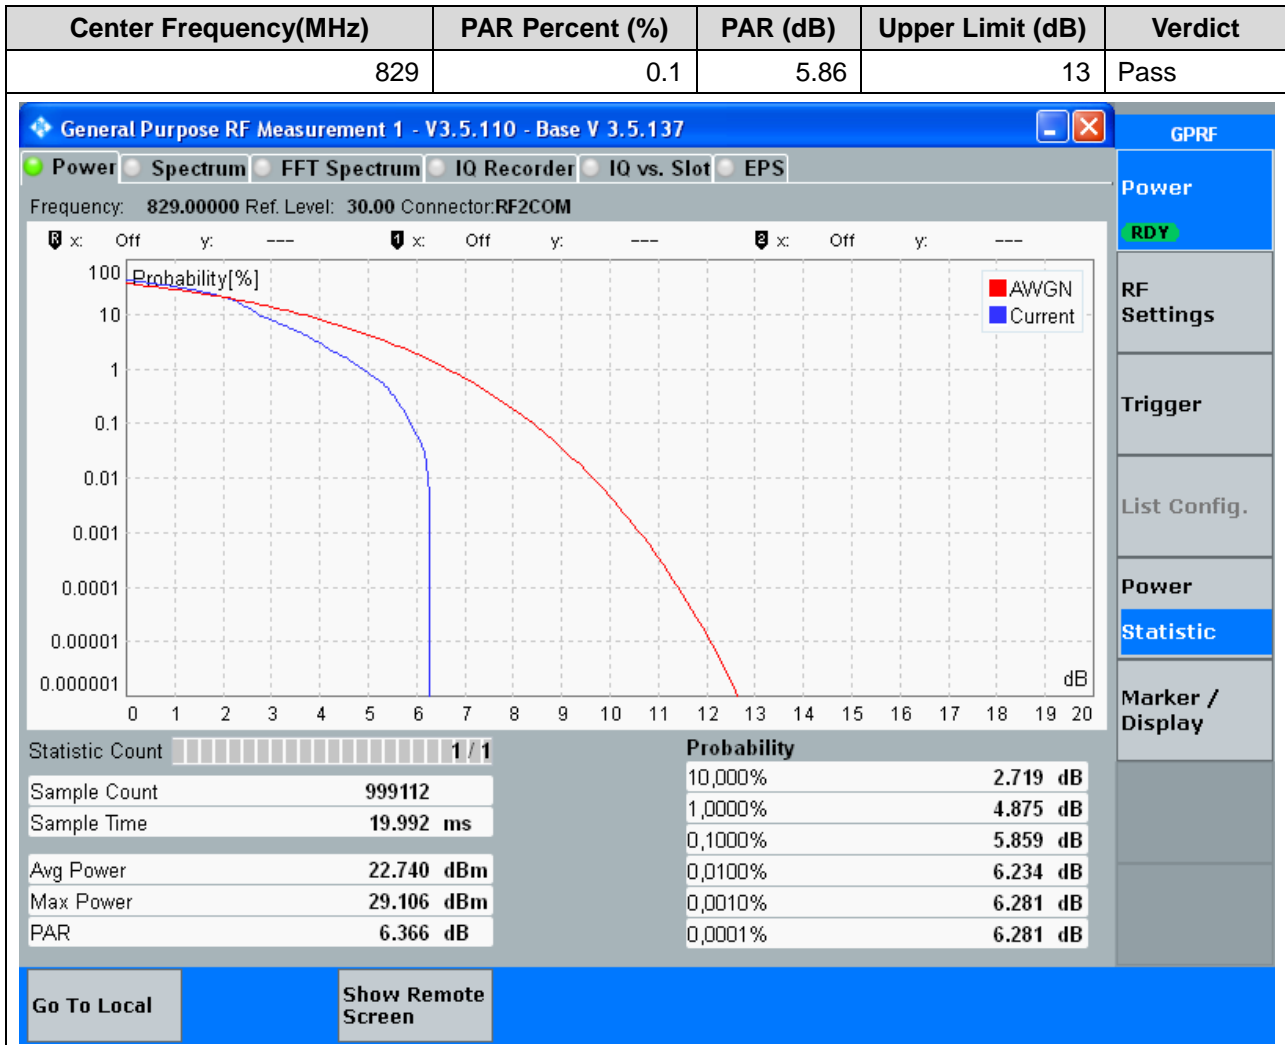 Center Frequency(MHz) PAR Percent (%) PAR (dB) Upper Limit (dB) Verdict
829 0.1 5.86 13 Pass
General Purpose RF Measurement 1 - V3.5.110 - Base V 3.5.137
GPRF
Power Spectrum FFT Spectrum IQ Recorder IQ vs. Slot EPS
Power
RDY
Frequency: 829.00000 Ref. Level: 30.00 Connector:RF2COM
R x: Off y: --- 1 x: Off y: --- 2 x: Off y: ---
Probability[%]
AWGN
Current
100
10
1
0.1
0.01
0.001
0.0001
0.00001
0.000001
dB
0 1 2 3 4 5 6 7 8 9 10 11 12 13 14 15 16 17 18 19 20
RF
Settings
Trigger
List Config.
Power
Statistic
Marker /
Display
Statistic Count 1 / 1
Sample Count 999112
Sample Time 19.992 ms
Avg Power 22.740 dBm
Max Power 29.106 dBm
PAR 6.366 dB
Probability
10,000% 2.719 dB
1,0000% 4.875 dB
0,1000% 5.859 dB
0,0100% 6.234 dB
0,0010% 6.281 dB
0,0001% 6.281 dB
Go To Local
Show Remote
Screen